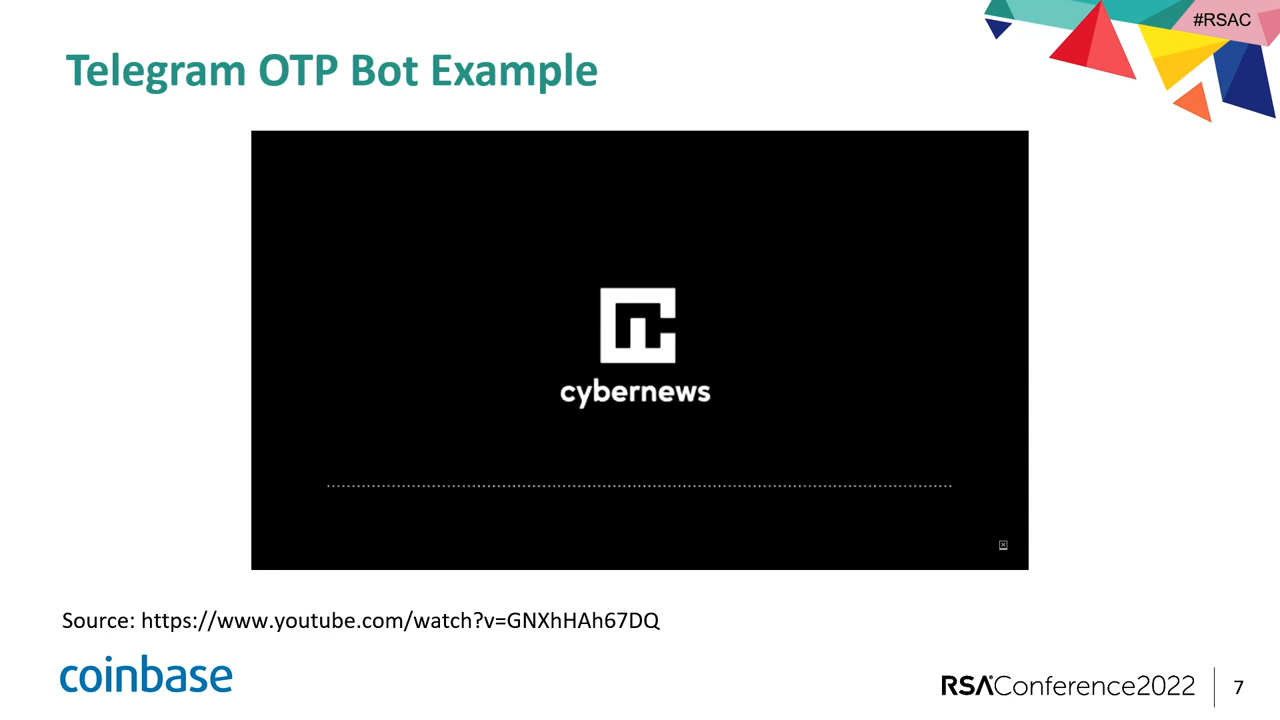 #RSAC
Telegram OTP Bot Example
cybernews
Source: https://www.youtube.com/watch?v=GNXhHAh67DQ
coinbase
RSAConference2022
7